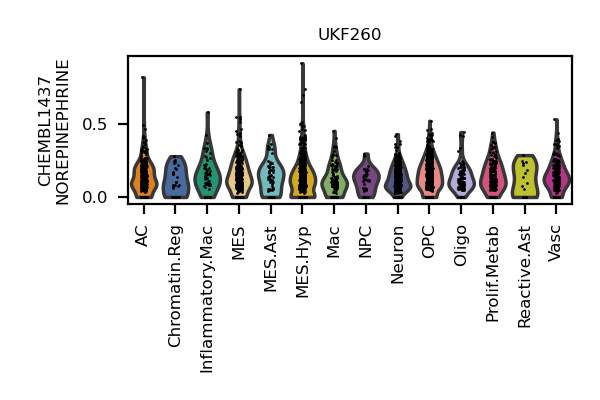 UKF260
CHEMBL1437
NOREPINEPHRINE
0.5
0.0
AC
Chromatin.Reg
Inflammatory.Mac
MES
MES.Ast
MES.Hyp
Mac
NPC
Neuron
OPC
Oligo
Prolif.Metab
Reactive.Ast
Vasc